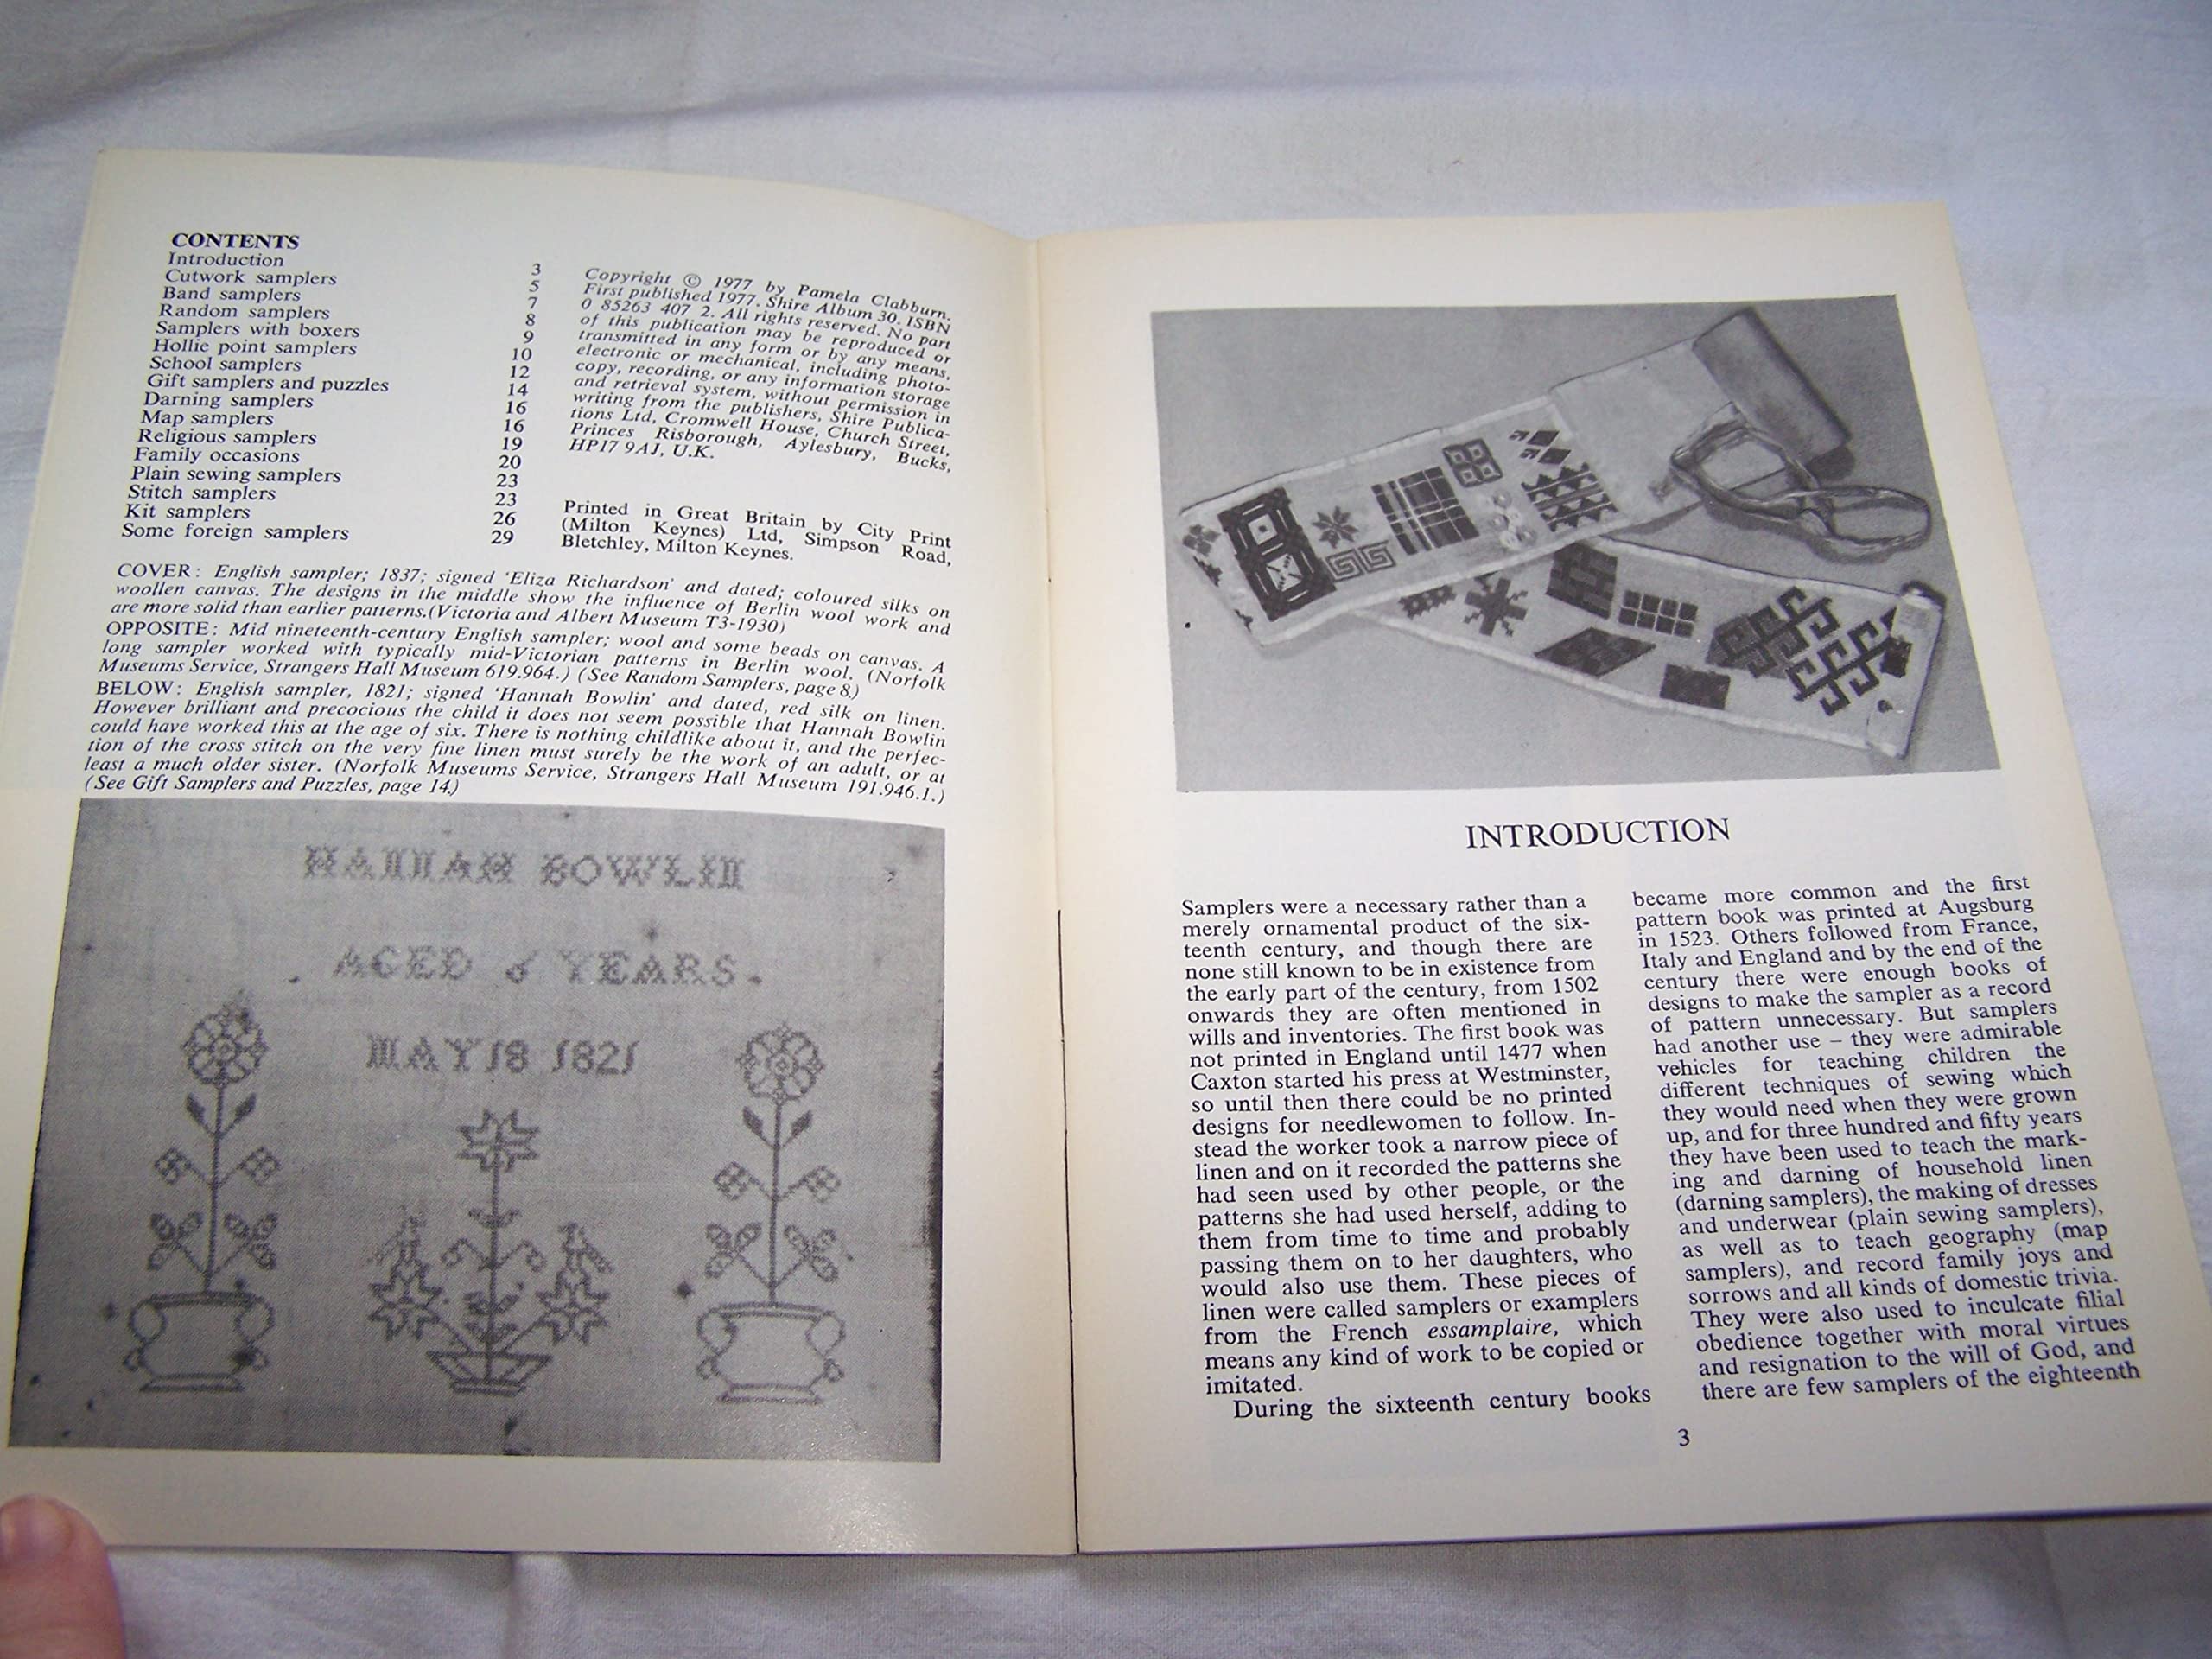 CONTENTS
Introduction 3
Cutwork samplers 5
Band samplers 7
Random samplers 8
Samplers with boxers 9
Hollie point samplers 10
School samplers 12
Gift samplers and puzzles 14
Darning samplers 16
Map samplers 16
Religious samplers 19
Family occasions 20
Plain sewing samplers 23
Stitch samplers 23
Kit samplers 26
Some foreign samplers 29
Copyright © 1977 by Pamela Clabburn.
First published 1977. Shire Album 30. ISBN
0 85263 407 2. All rights reserved. No part
of this publication may be reproduced or
transmitted in any form or by any means,
electronic or mechanical, including photo-
copy, recording, or any information storage
and retrieval system, without permission in
writing from the publishers, Shire Publica-
tions Ltd, Cromwell House, Church Street,
Princes Risborough, Aylesbury, Bucks,
HP17 9AJ, U.K.
Printed in Great Britain by City Print
(Milton Keynes) Ltd, Simpson Road,
Bletchley, Milton Keynes.
COVER: English sampler; 1837; signed 'Eliza Richardson' and dated; coloured silks on
woollen canvas. The designs in the middle show the influence of Berlin wool work and
are more solid than earlier patterns.(Victoria and Albert Museum T3-1930)
OPPOSITE: Mid nineteenth-century English sampler; wool and some beads on canvas. A
long sampler worked with typically mid-Victorian patterns in Berlin wool. (Norfolk
Museums Service, Strangers Hall Museum 619.964.) (See Random Samplers, page 8.)
BELOW: English sampler, 1821; signed 'Hannah Bowlin' and dated, red silk on linen.
However brilliant and precocious the child it does not seem possible that Hannah Bowlin
could have worked this at the age of six. There is nothing childlike about it, and the perfec-
tion of the cross stitch on the very fine linen must surely be the work of an adult, or at
least a much older sister. (Norfolk Museums Service, Strangers Hall Museum 191.946.1.)
(See Gift Samplers and Puzzles, page 14.)
HANNAH BOWLIN
AGED 6 YEARS.
MAY 18 1821
INTRODUCTION
Samplers were a necessary rather than a
merely ornamental product of the six-
teenth century, and though there are
none still known to be in existence from
the early part of the century, from 1502
onwards they are often mentioned in
wills and inventories. The first book was
not printed in England until 1477 when
Caxton started his press at Westminster,
so until then there could be no printed
designs for needlewomen to follow. In-
stead the worker took a narrow piece of
linen and on it recorded the patterns she
had seen used by other people, or the
patterns she had used herself, adding to
them from time to time and probably
passing them on to her daughters, who
would also use them. These pieces of
linen were called samplers or examplers
from the French essamplaire, which
means any kind of work to be copied or
imitated.
During the sixteenth century books
became more common and the first
pattern book was printed at Augsburg
in 1523. Others followed from France,
Italy and England and by the end of the
century there were enough books of
designs to make the sampler as a record
of pattern unnecessary. But samplers
had another use – they were admirable
vehicles for teaching children the
different techniques of sewing which
they would need when they were grown
up, and for three hundred and fifty years
they have been used to teach the mark-
ing and darning of household linen
(darning samplers), the making of dresses
and underwear (plain sewing samplers),
as well as to teach geography (map
samplers), and record family joys and
sorrows and all kinds of domestic trivia.
They were also used to inculcate filial
obedience together with moral virtues
and resignation to the will of God, and
there are few samplers of the eighteenth
3